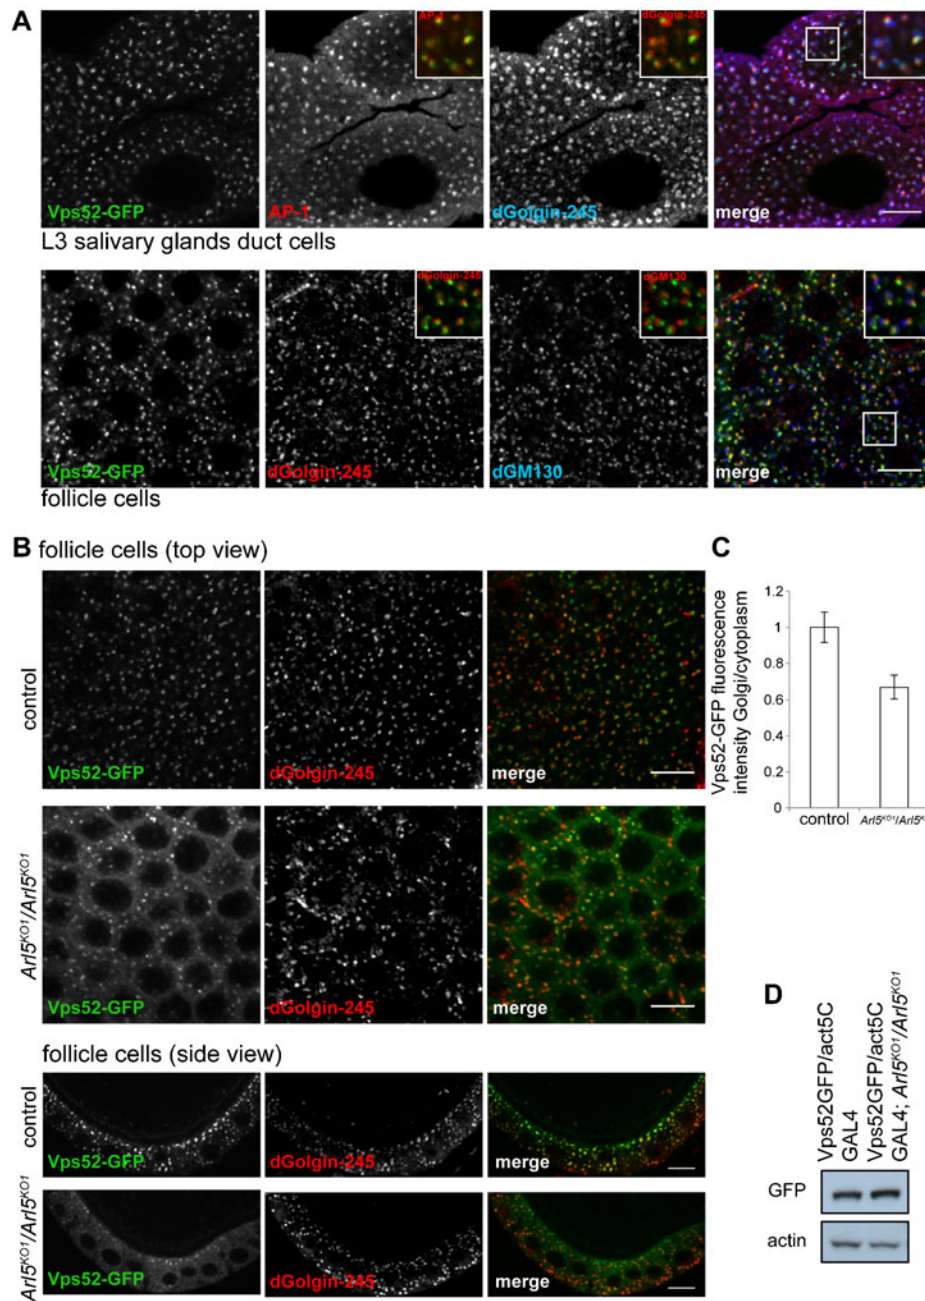 A
AP-1
dGolgin-245
Vps52-GFP
AP-1
dGolgin-245
merge
L3 salivary glands duct cells
dGolgin-245
dGM130
Vps52-GFP
dGolgin-245
dGM130
merge
follicle cells
B follicle cells (top view)
control
Vps52-GFP
dGolgin-245
merge
Arl5KO1/Arl5KO1
Vps52-GFP
dGolgin-245
merge
follicle cells (side view)
control
Vps52-GFP
dGolgin-245
merge
Arl5KO1/Arl5KO1
Vps52-GFP
dGolgin-245
merge
C
Vps52-GFP fluorescence
intensity Golgi/cytoplasm
1.2
1
0.8
0.6
0.4
0.2
0
control
Arl5KO1/Arl5K
D
Vps52GFP/act5C
GAL4
Vps52GFP/act5C
GAL4; Arl5KO1/Arl5KO1
GFP
actin